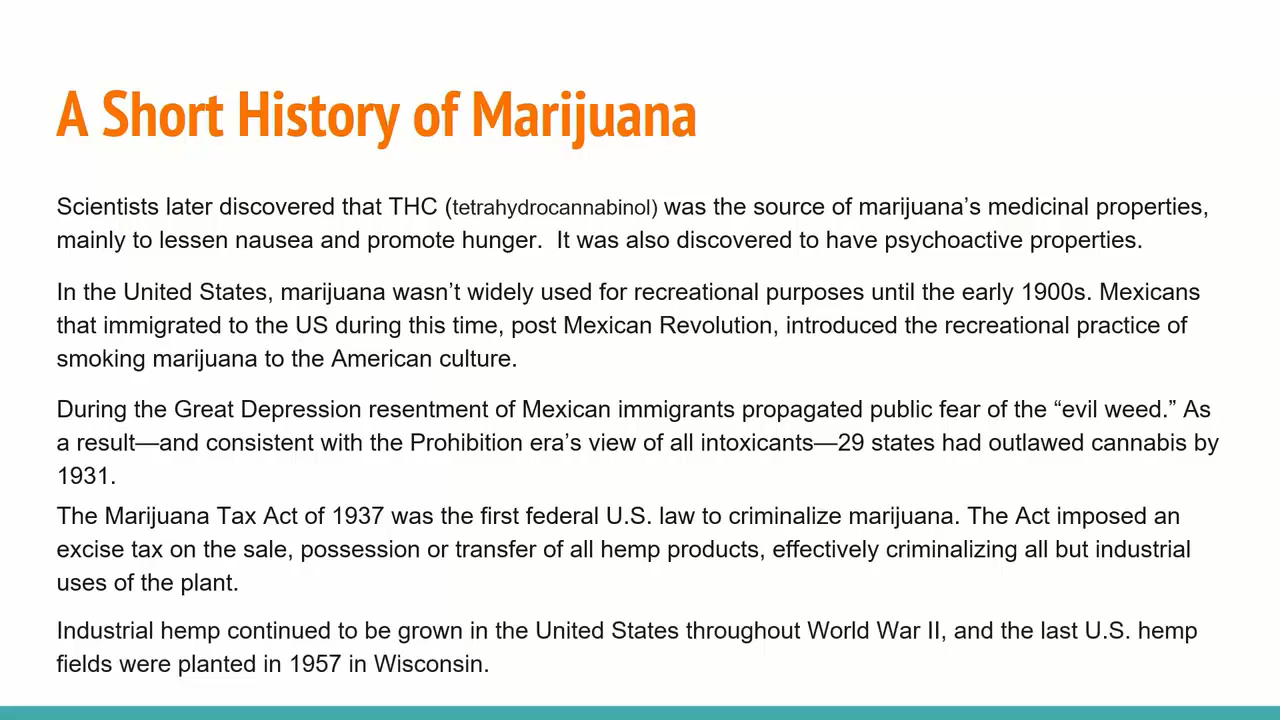 A Short History of Marijuana
Scientists later discovered that THC (tetrahydrocannabinol) was the source of marijuana’s medicinal properties,
mainly to lessen nausea and promote hunger.  It was also discovered to have psychoactive properties.
In the United States, marijuana wasn’t widely used for recreational purposes until the early 1900s. Mexicans
that immigrated to the US during this time, post Mexican Revolution, introduced the recreational practice of
smoking marijuana to the American culture.
During the Great Depression resentment of Mexican immigrants propagated public fear of the “evil weed.” As
a result—and consistent with the Prohibition era’s view of all intoxicants—29 states had outlawed cannabis by
1931.
The Marijuana Tax Act of 1937 was the first federal U.S. law to criminalize marijuana. The Act imposed an
excise tax on the sale, possession or transfer of all hemp products, effectively criminalizing all but industrial
uses of the plant.
Industrial hemp continued to be grown in the United States throughout World War II, and the last U.S. hemp
fields were planted in 1957 in Wisconsin.